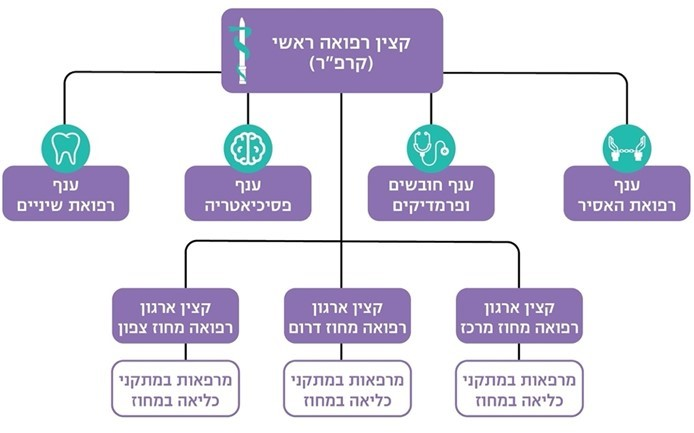 קצין רפואה ראשי
(קרפ״ר)
ענף
רפואת האסיר
ענף חובשים
ופרמדיקים
ענף
פסיכיאטריה
ענף
רפואת שיניים
קצין ארגון
רפואה מחוז מרכז
קצין ארגון
רפואה מחוז דרום
קצין ארגון
רפואה מחוז צפון
מרפאות במתקני
כליאה במחוז
מרפאות במתקני
כליאה במחוז
מרפאות במתקני
כליאה במחוז